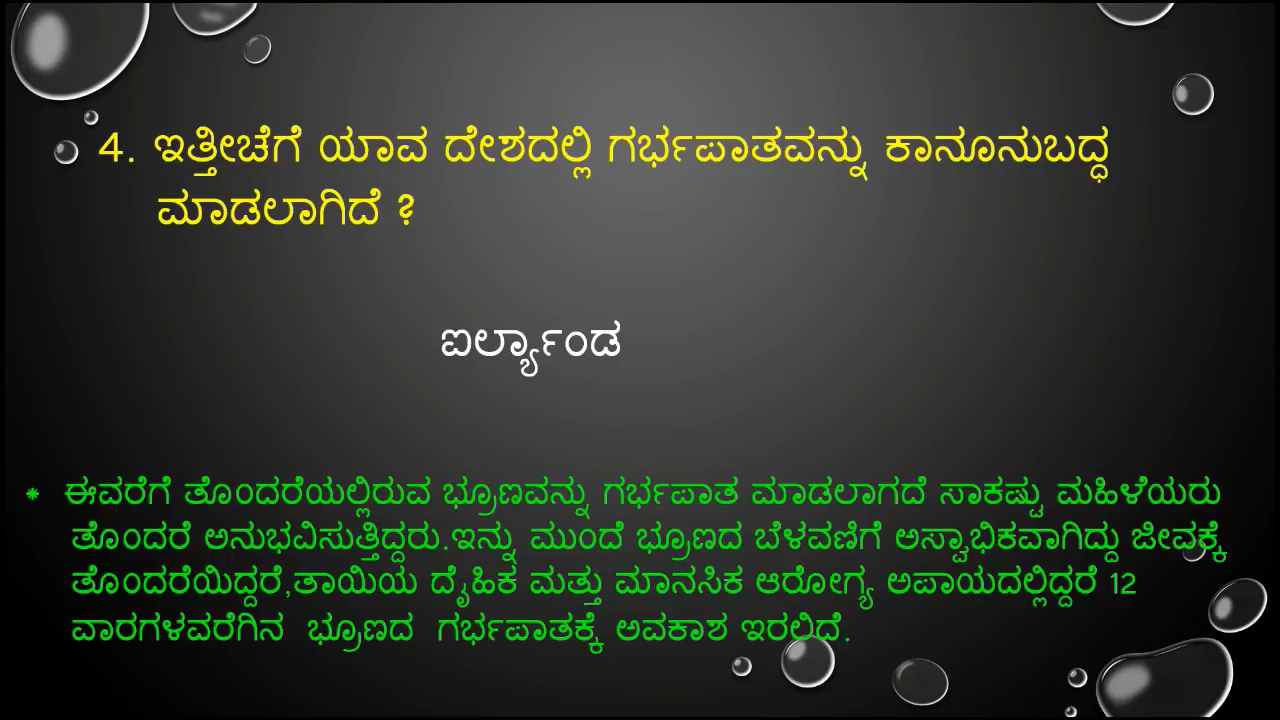 4. ಇತ್ತೀಚೆಗೆ ಯಾವ ದೇಶದಲ್ಲಿ ಗರ್ಭಪಾತವನ್ನು ಕಾನೂನುಬದ್ಧ
ಮಾಡಲಾಗಿದೆ ?
ಐರ್ಲ್ಯಾಂಡ
* ಈವರೆಗೆ ತೊಂದರೆಯಲ್ಲಿರುವ ಭ್ರೂಣವನ್ನು ಗರ್ಭಪಾತ ಮಾಡಲಾಗದೆ ಸಾಕಷ್ಟು ಮಹಿಳೆಯರು
ತೊಂದರೆ ಅನುಭವಿಸುತ್ತಿದ್ದರು.ಇನ್ನು ಮುಂದೆ ಭ್ರೂಣದ ಬೆಳವಣಿಗೆ ಅಸ್ವಾಭಿಕವಾಗಿದ್ದು ಜೀವಕ್ಕೆ
ತೊಂದರೆಯಿದ್ದರೆ,ತಾಯಿಯ ದೈಹಿಕ ಮತ್ತು ಮಾನಸಿಕ ಆರೋಗ್ಯ ಅಪಾಯದಲ್ಲಿದ್ದರೆ 12
ವಾರಗಳವರೆಗಿನ ಭ್ರೂಣದ ಗರ್ಭಪಾತಕ್ಕೆ ಅವಕಾಶ ಇರಲಿದೆ.